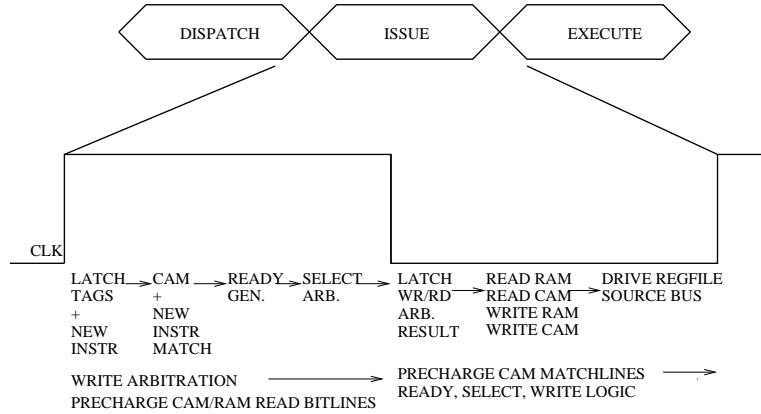 DISPATCH ISSUE EXECUTE
CLK
LATCH CAM READY SELECT LATCH READ RAM DRIVE REGFILE
TAGS + GEN. ARB. WR/RD READ CAM SOURCE BUS
+ NEW ARB. WRITE RAM
NEW INSTR RESULT WRITE CAM
INSTR MATCH
WRITE ARBITRATION PRECHARGE CAM MATCHLINES
PRECHARGE CAM/RAM READ BITLINES READY, SELECT, WRITE LOGIC